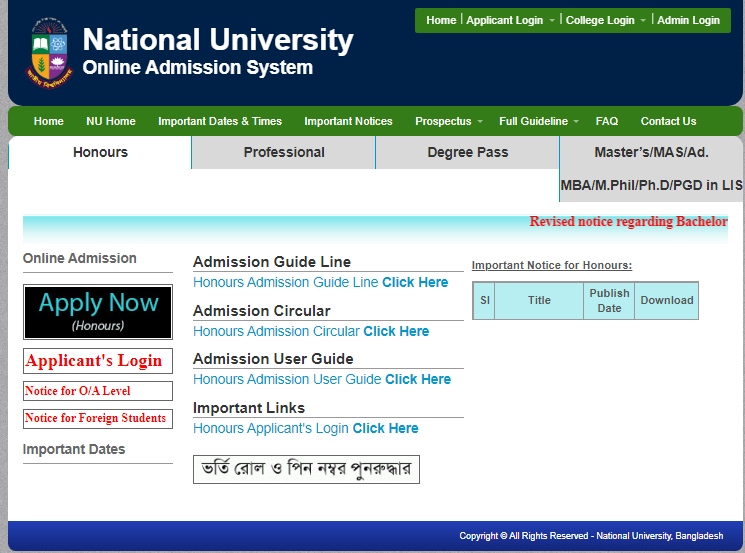 Home | Applicant Login | College Login | Admin Login
National University
Online Admission System
Home NU Home Important Dates & Times Important Notices Prospectus Full Guideline FAQ Contact Us
Honours Professional Degree Pass Master's/MAS/Ad.
MBA/M.Phil/Ph.D/PGD in LIS
Revised notice regarding Bachelor
Online Admission
Apply Now
(Honours)
Applicant's Login
Notice for O/A Level
Notice for Foreign Students
Important Dates
Admission Guide Line
Honours Admission Guide Line Click Here
Admission Circular
Honours Admission Circular Click Here
Admission User Guide
Honours Admission User Guide Click Here
Important Links
Honours Applicant's Login Click Here
ভর্তি রোল ও পিন নম্বর পুনরুদ্ধার
Important Notice for Honours:
Sl Title Publish Date Download
Copyright © All Rights Reserved - National University, Bangladesh